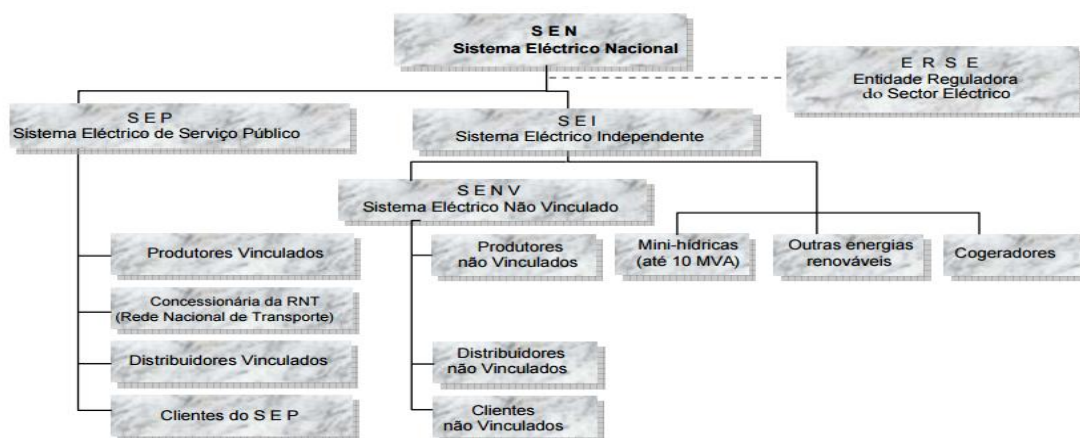 S E N
Sistema Eléctrico Nacional
E R S E
Entidade Reguladora
do Sector Eléctrico
S E P
Sistema Eléctrico de Serviço Público
S E I
Sistema Eléctrico Independente
S E N V
Sistema Eléctrico Não Vinculado
Produtores Vinculados
Concessionária da RNT
(Rede Nacional de Transporte)
Distribuidores Vinculados
Clientes do S E P
Produtores
não Vinculados
Distribuidores
não Vinculados
Clientes
não Vinculados
Mini-hídricas
(até 10 MVA)
Outras energias
renováveis
Cogeradores